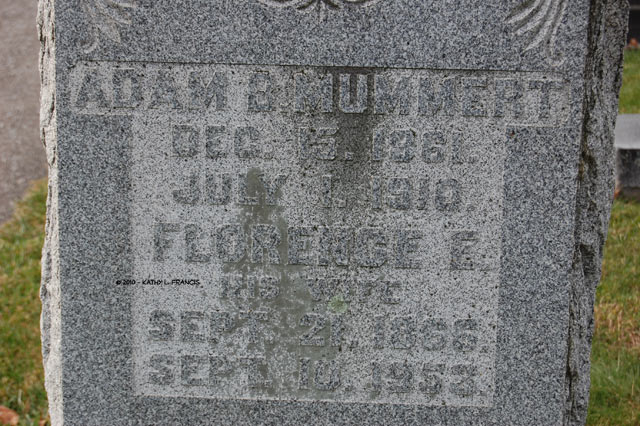 ADAM B. MUMMERT
DEC. 15. 1861.
JULY 1. 1910.
FLORENCE E.
© 2010 - KATHY L. FRANCIS
HIS WIFE
SEPT. 21. 1866.
SEPT. 10. 1953.